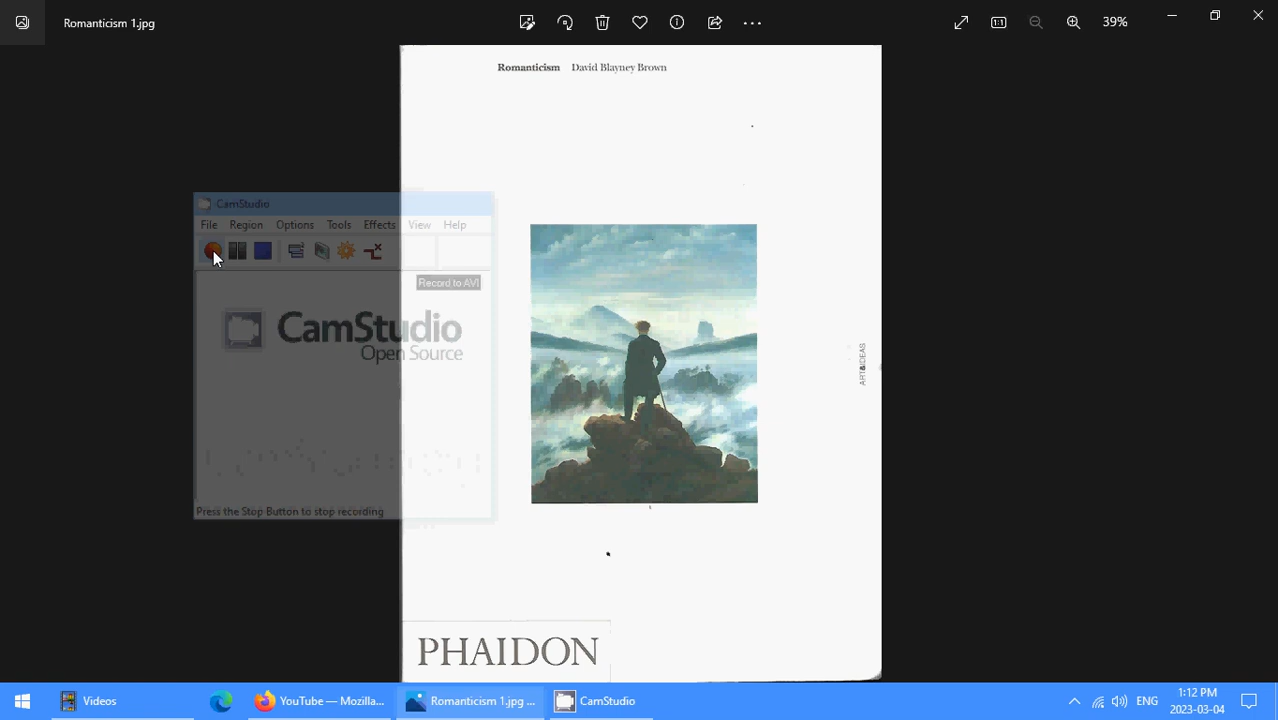 Romanticism 1.jpg
39%
Romanticism David Blayney Brown
CamStudio
File Region Options Tools Effects View Help
Record to AVI
CamStudio
Open Source
Press the Stop Button to stop recording
ART&IDEAS
PHAIDON
Videos
YouTube — Mozilla...
Romanticism 1.jpg ...
CamStudio
ENG
1:12 PM
2023-03-04